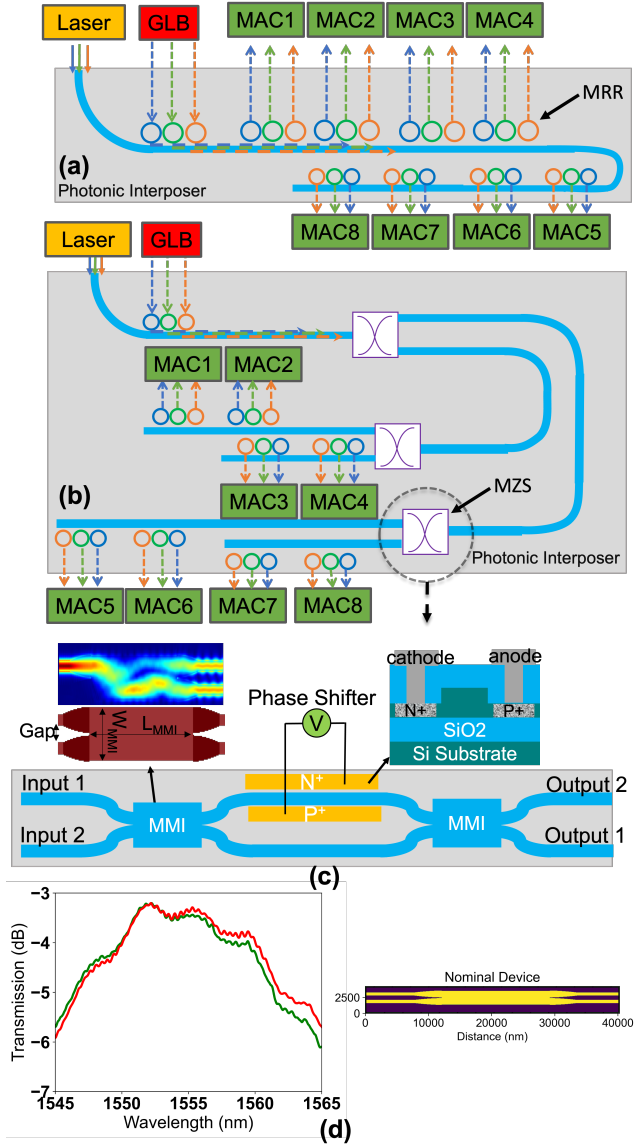 Laser
GLB
MAC1
MAC2
MAC3
MAC4
MRR
(a)
Photonic Interposer
MAC8
MAC7
MAC6
MAC5
Laser
GLB
MAC1
MAC2
(b)
MAC3
MAC4
MZS
Photonic Interposer
MAC5
MAC6
MAC7
MAC8
cathode
anode
N+
P+
SiO2
Si Substrate
Gap
W MMI
L MMI
Phase Shifter
V
N+
P+
Input 1
Input 2
MMI
MMI
Output 2
Output 1
(c)
Transmission (dB)
−3
−4
−5
−6
−7
1545
1550
1555
1560
1565
Wavelength (nm)
Nominal Device
2500
0
0
10000
20000
30000
40000
Distance (nm)
(d)